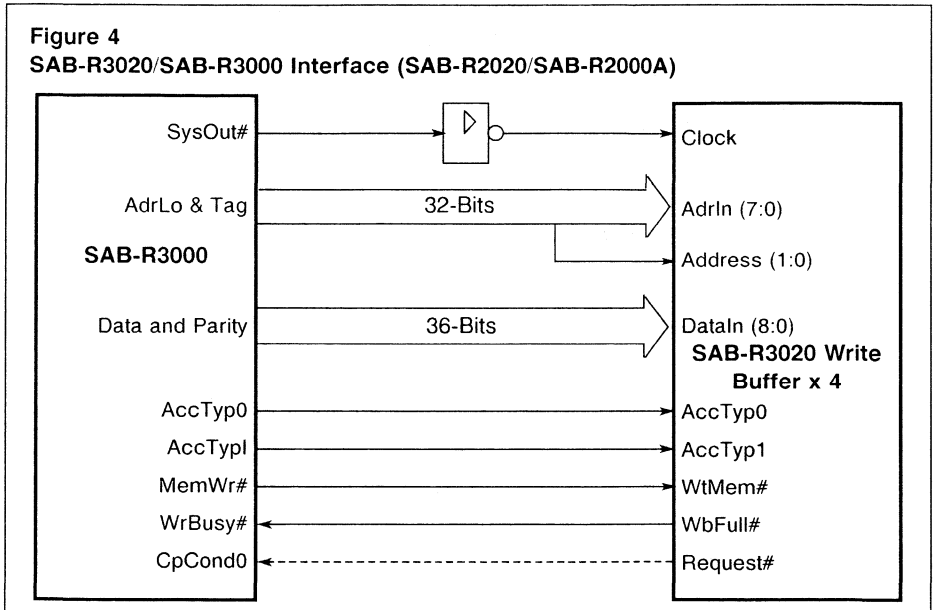 Figure 4
SAB-R3020/SAB-R3000 Interface (SAB-R2020/SAB-R2000A)
SysOut#
Clock
AdrLo & Tag
32-Bits
AdrIn (7:0)
SAB-R3000
Address (1:0)
Data and Parity
36-Bits
DataIn (8:0)
SAB-R3020 Write
Buffer x 4
AccTyp0
AccTyp0
AccTypI
AccTyp1
MemWr#
WtMem#
WrBusy#
WbFull#
CpCond0
Request#